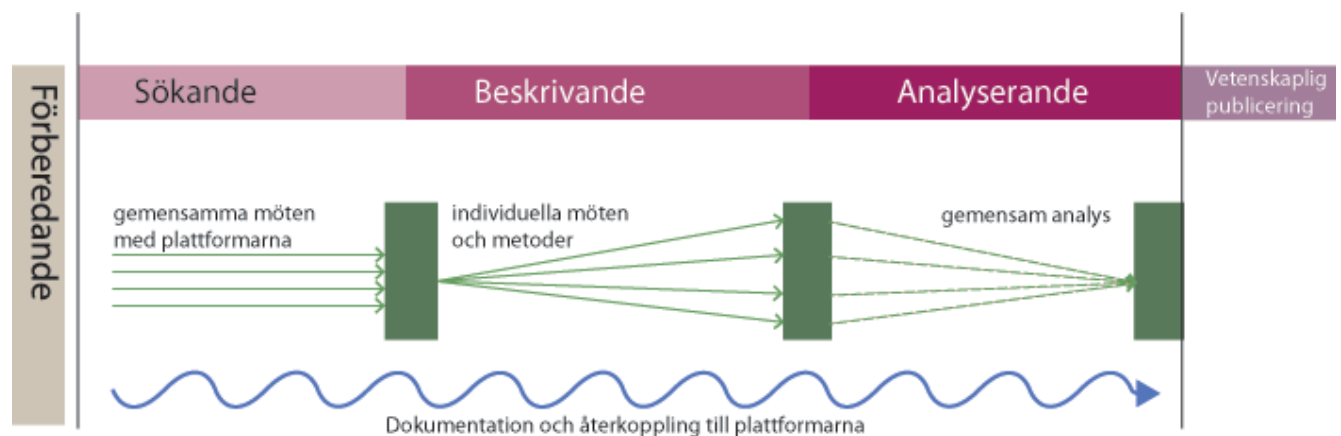 Förberedande
Sökande
Beskrivande
Analyserande
Vetenskaplig
publicering
gemensamma möten
med plattformarna
individuella möten
och metoder
gemensam analys
Dokumentation och återkoppling till plattformarna